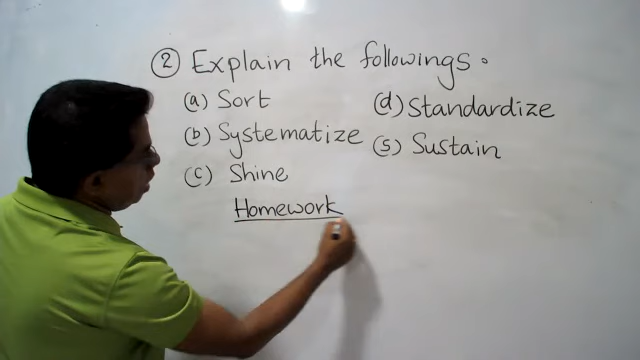 ② Explain the followings.
(a) Sort
(b) Systematize
(c) Shine
(d) Standardize
(5) Sustain
Homework